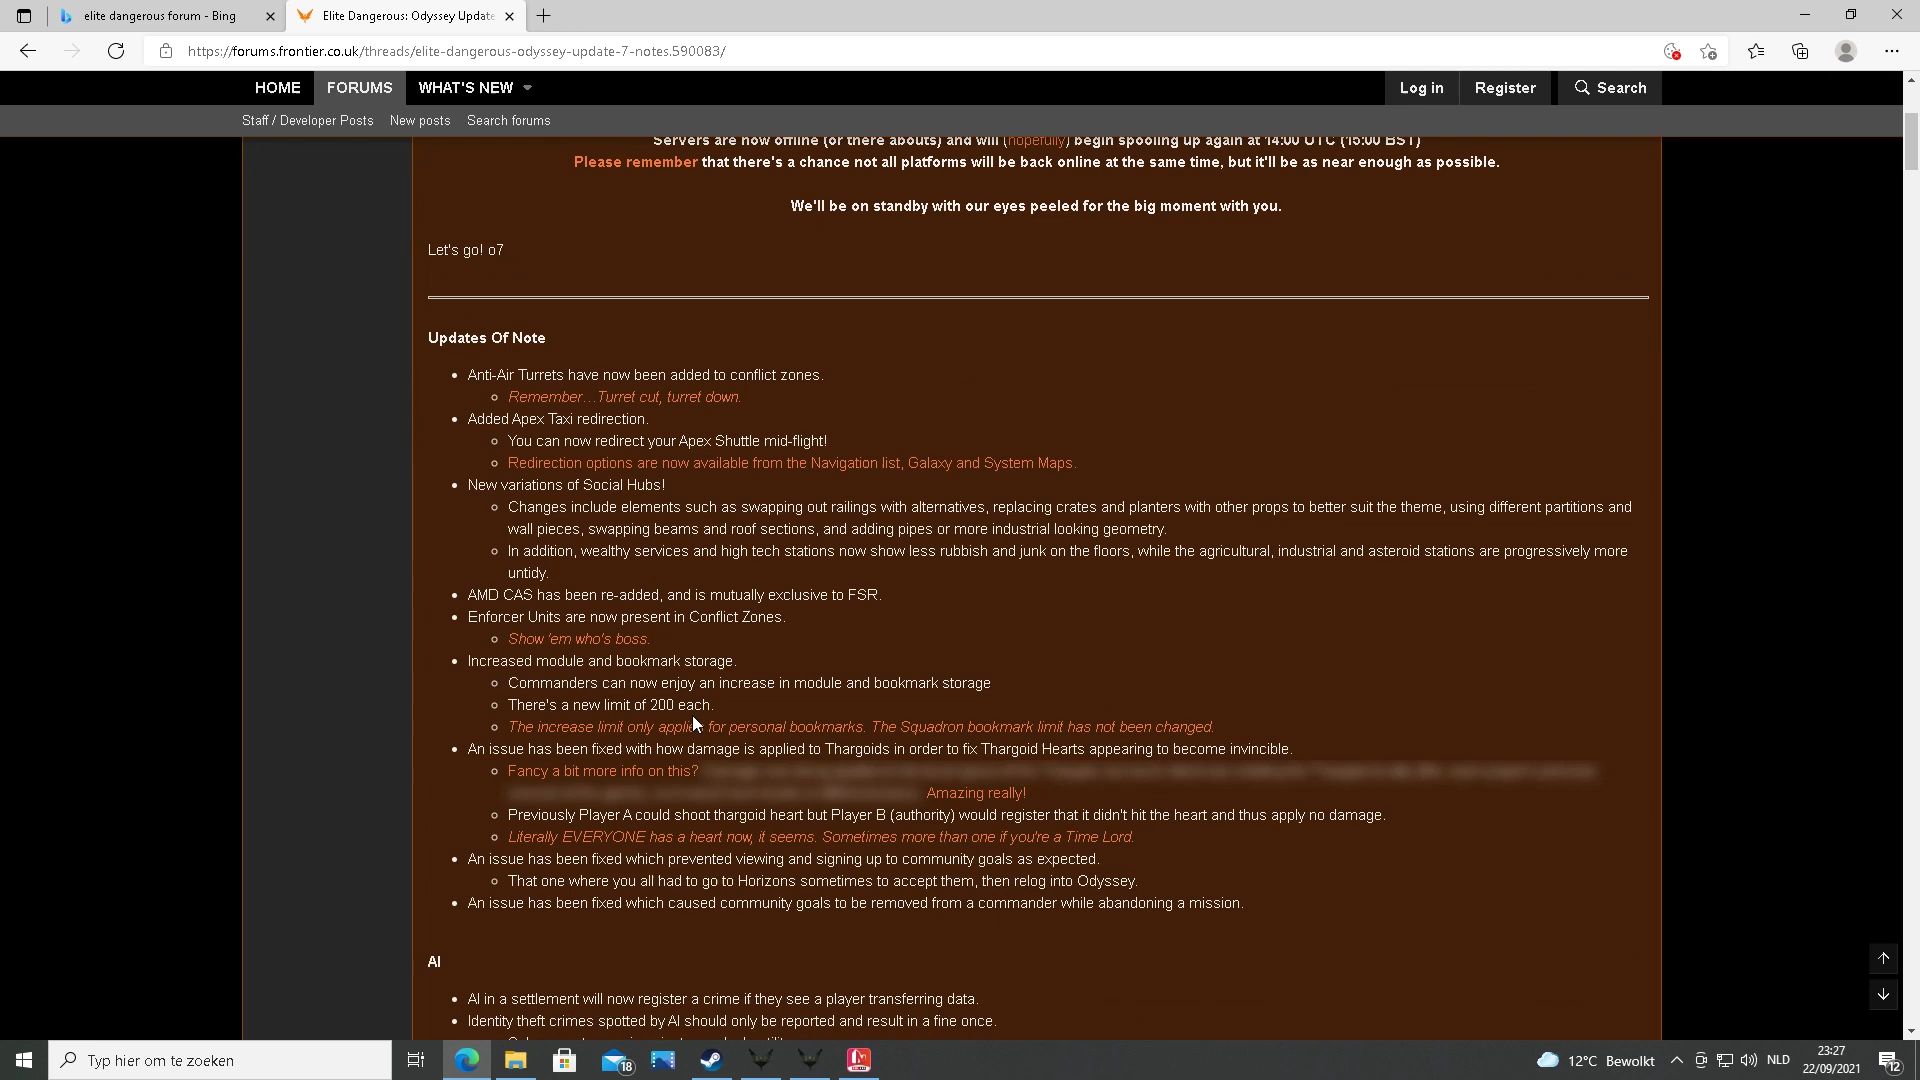 elite dangerous forum - Bing
Elite Dangerous: Odyssey Update
https://forums.frontier.co.uk/threads/elite-dangerous-odyssey-update-7-notes.590083/
HOME FORUMS WHAT'S NEW Log in Register Search
Staff / Developer Posts New posts Search forums
Servers are now offline (or there abouts) and will (hopefully) begin spooling up again at 14:00 UTC (15:00 BST)
Please remember that there's a chance not all platforms will be back online at the same time, but it'll be as near enough as possible.
We'll be on standby with our eyes peeled for the big moment with you.
Let's go! o7
Updates Of Note
Anti-Air Turrets have now been added to conflict zones.
Remember…Turret cut, turret down.
Added Apex Taxi redirection.
You can now redirect your Apex Shuttle mid-flight!
Redirection options are now available from the Navigation list, Galaxy and System Maps.
New variations of Social Hubs!
Changes include elements such as swapping out railings with alternatives, replacing crates and planters with other props to better suit the theme, using different partitions and
wall pieces, swapping beams and roof sections, and adding pipes or more industrial looking geometry.
In addition, wealthy services and high tech stations now show less rubbish and junk on the floors, while the agricultural, industrial and asteroid stations are progressively more
untidy.
AMD CAS has been re-added, and is mutually exclusive to FSR.
Enforcer Units are now present in Conflict Zones.
Show 'em who's boss.
Increased module and bookmark storage.
Commanders can now enjoy an increase in module and bookmark storage
There's a new limit of 200 each.
The increase limit only applies for personal bookmarks. The Squadron bookmark limit has not been changed.
An issue has been fixed with how damage is applied to Thargoids in order to fix Thargoid Hearts appearing to become invincible.
Fancy a bit more info on this?
Amazing really!
Previously Player A could shoot thargoid heart but Player B (authority) would register that it didn't hit the heart and thus apply no damage.
Literally EVERYONE has a heart now, it seems. Sometimes more than one if you're a Time Lord.
An issue has been fixed which prevented viewing and signing up to community goals as expected.
That one where you all had to go to Horizons sometimes to accept them, then relog into Odyssey.
An issue has been fixed which caused community goals to be removed from a commander while abandoning a mission.
AI
AI in a settlement will now register a crime if they see a player transferring data.
Identity theft crimes spotted by AI should only be reported and result in a fine once.
Typ hier om te zoeken
18
12°C Bewolkt
NLD
23:27
22/09/2021
12